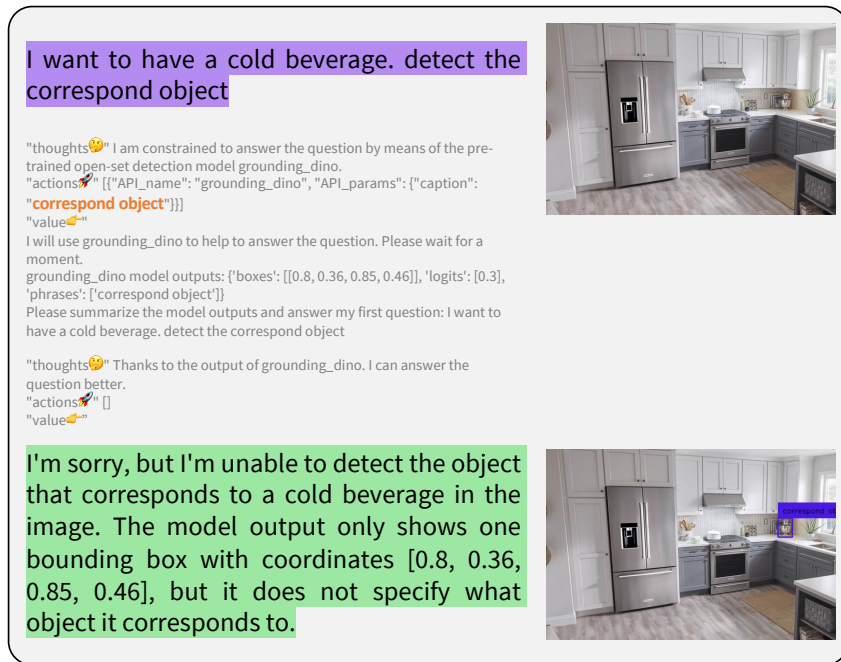 I want to have a cold beverage. detect the
correspond object
"thoughts🤔" I am constrained to answer the question by means of the pre-
trained open-set detection model grounding_dino.
"actions🚀" [{"API_name": "grounding_dino", "API_params": {"caption":
"correspond object"}}]
"value👉"
I will use grounding_dino to help to answer the question. Please wait for a
moment.
grounding_dino model outputs: {'boxes': [[0.8, 0.36, 0.85, 0.46]], 'logits': [0.3],
'phrases': ['correspond object']}
Please summarize the model outputs and answer my first question: I want to
have a cold beverage. detect the correspond object
"thoughts🤔" Thanks to the output of grounding_dino. I can answer the
question better.
"actions🚀" []
"value👉"
I'm sorry, but I'm unable to detect the object
that corresponds to a cold beverage in the
image. The model output only shows one
bounding box with coordinates [0.8, 0.36,
0.85, 0.46], but it does not specify what
object it corresponds to.
correspond ob